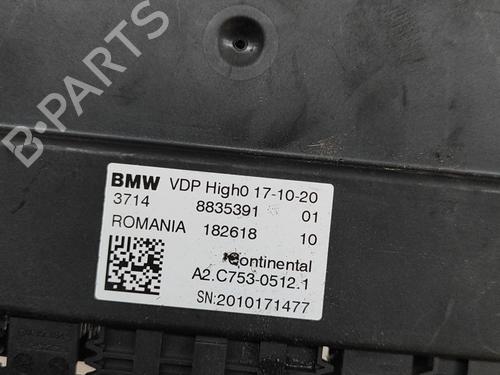 B-PARTS
BMW VDP High0 17-10-20
3714 8835391 01
ROMANIA 182618 10
Continental
A2.C753-0512.1
SN:2010171477